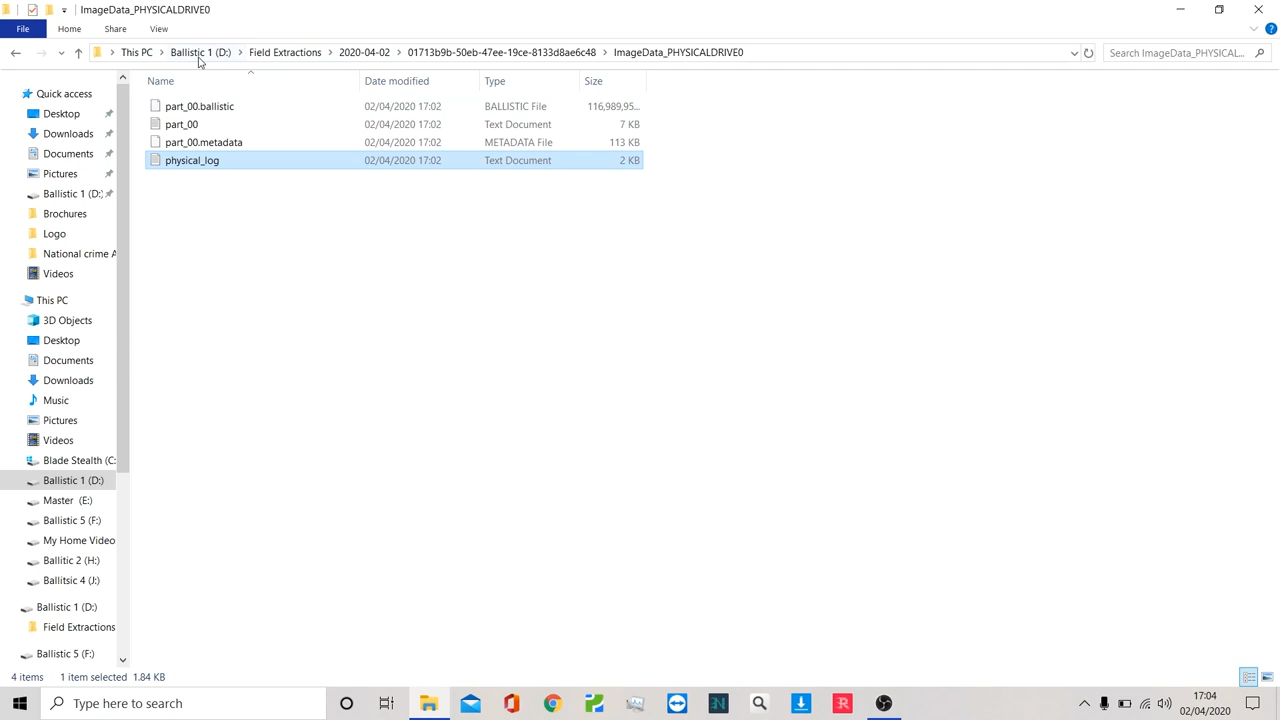 ImageData_PHYSICALDRIVE0
File Home Share View
This PC Ballistic 1 (D:) Field Extractions 2020-04-02 01713b9b-50eb-47ee-19ce-8133d8ae6c48 ImageData_PHYSICALDRIVE0 Search ImageData_PHYSICAL...
Name Date modified Type Size
Quick access
Desktop
Downloads
Documents
Pictures
Ballistic 1 (D:)
Brochures
Logo
National crime A
Videos
This PC
3D Objects
Desktop
Documents
Downloads
Music
Pictures
Videos
Blade Stealth (C:
Ballistic 1 (D:)
Master (E:)
Ballistic 5 (F:)
My Home Video
Ballitic 2 (H:)
Ballitsic 4 (J:)
Ballistic 1 (D:)
Field Extractions
Ballistic 5 (F:)
part_00.ballistic 02/04/2020 17:02 BALLISTIC File 116,989,95...
part_00 02/04/2020 17:02 Text Document 7 KB
part_00.metadata 02/04/2020 17:02 METADATA File 113 KB
physical_log 02/04/2020 17:02 Text Document 2 KB
4 items 1 item selected 1.84 KB
Type here to search
17:04
02/04/2020